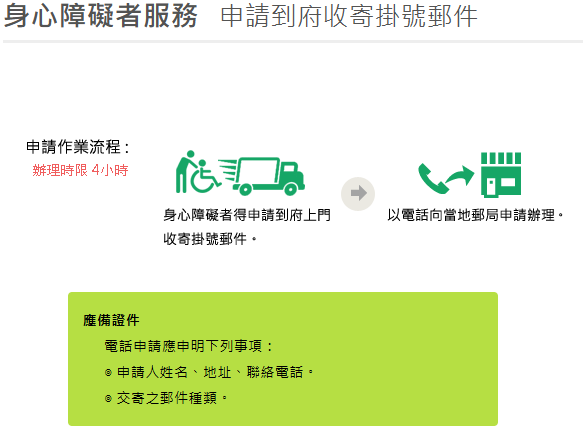 身心障礙者服務 申請到府收寄掛號郵件
申請作業流程：
辦理時限 4小時
身心障礙者得申請到府上門
收寄掛號郵件。
以電話向當地郵局申請辦理。
應備證件
電話申請應申明下列事項：
⊙ 申請人姓名、地址、聯絡電話。
⊙ 交寄之郵件種類。